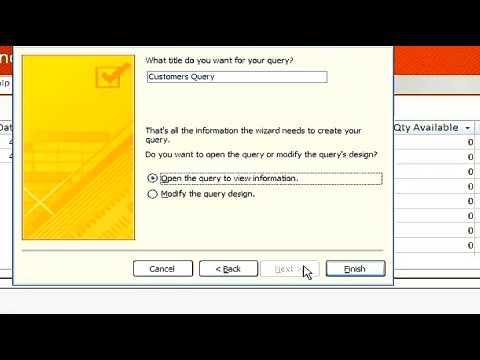 What title do you want for your query?
Customers Query
That's all the information the wizard needs to create your
query.
Do you want to open the query or modify the query's design?
Open the query to view information.
Modify the query design.
Cancel
< Back
Next >
Finish
Qty Available
0
0
0
0
0
0
0
0